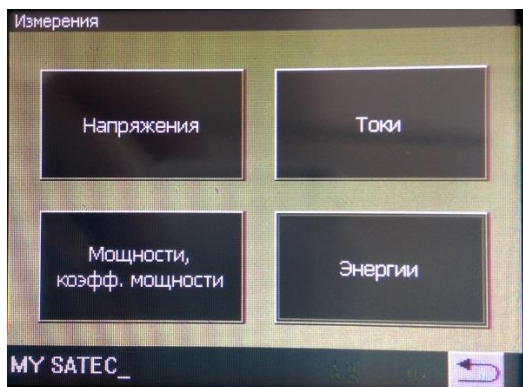 Измерения
Напряжения
Токи
Мощности,
коэфф. мощности
Энергии
MY SATEC_